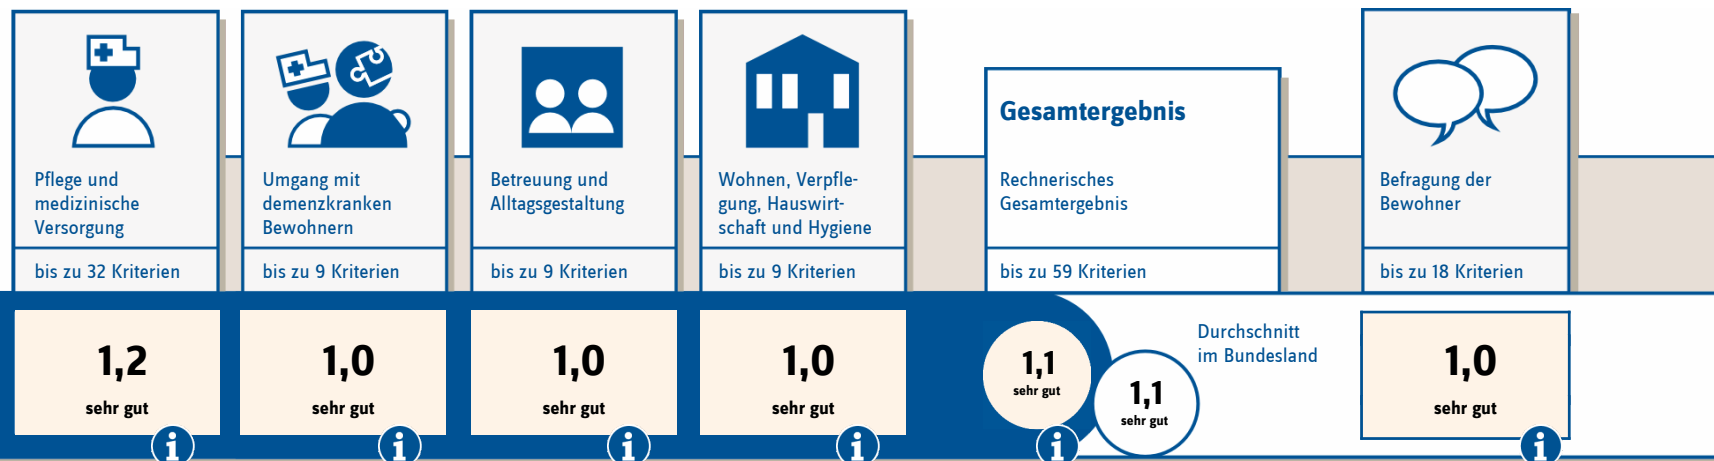 Pflege und
medizinische
Versorgung
bis zu 32 Kriterien
1,2
sehr gut
Umgang mit
demenzkranken
Bewohnern
bis zu 9 Kriterien
1,0
sehr gut
Betreuung und
Alltagsgestaltung
bis zu 9 Kriterien
1,0
sehr gut
Wohnen, Verpfle-
gung, Hauswirt-
schaft und Hygiene
bis zu 9 Kriterien
1,0
sehr gut
Gesamtergebnis
Rechnerisches
Gesamtergebnis
bis zu 59 Kriterien
1,1
sehr gut
Durchschnitt
im Bundesland
1,1
sehr gut
Befragung der
Bewohner
bis zu 18 Kriterien
1,0
sehr gut